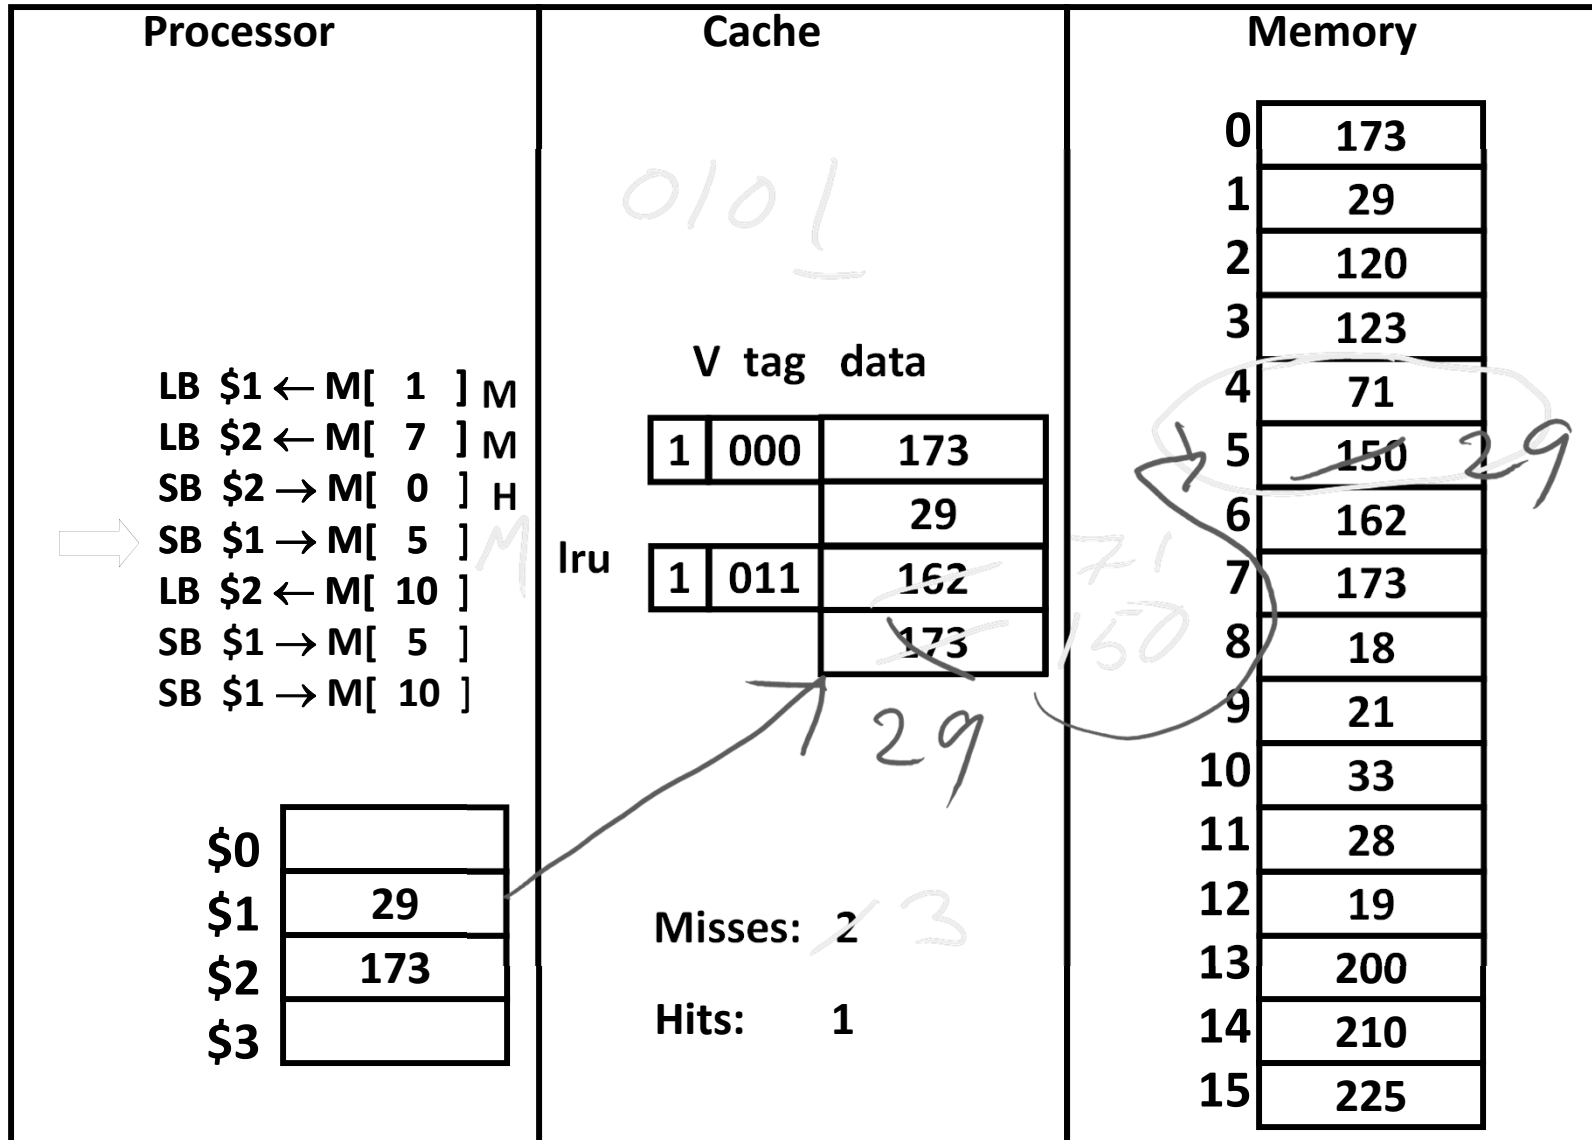 Processor
Cache
Memory
0101
LB $1 ← M[ 1 ] M
LB $2 ← M[ 7 ] M
SB $2 → M[ 0 ] H
SB $1 → M[ 5 ] M
LB $2 ← M[ 10 ]
SB $1 → M[ 5 ]
SB $1 → M[ 10 ]
$0
$1 29
$2 173
$3
V tag data
1 000 173
29
lru 1 011 162 71
173 150
29
Misses: 2 3
Hits: 1
0 173
1 29
2 120
3 123
4 71
5 150 29
6 162
7 173
8 18
9 21
10 33
11 28
12 19
13 200
14 210
15 225